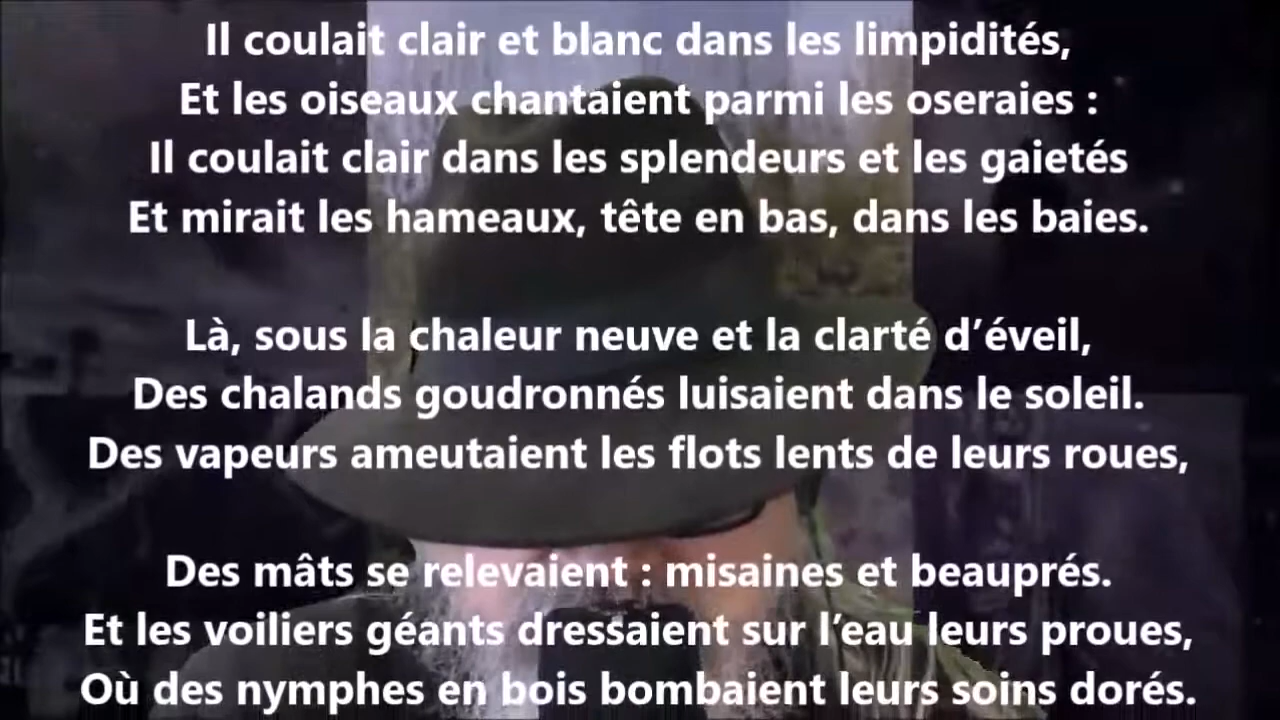 Il coulait clair et blanc dans les limpidités,
Et les oiseaux chantaient parmi les oseraies :
Il coulait clair dans les splendeurs et les gaietés
Et mirait les hameaux, tête en bas, dans les baies.
Là, sous la chaleur neuve et la clarté d’éveil,
Des chalands goudronnés luisaient dans le soleil.
Des vapeurs ameutaient les flots lents de leurs roues,
Des mâts se relevaient : misaines et beauprés.
Et les voiliers géants dressaient sur l’eau leurs proues,
Où des nymphes en bois bombaient leurs soins dorés.